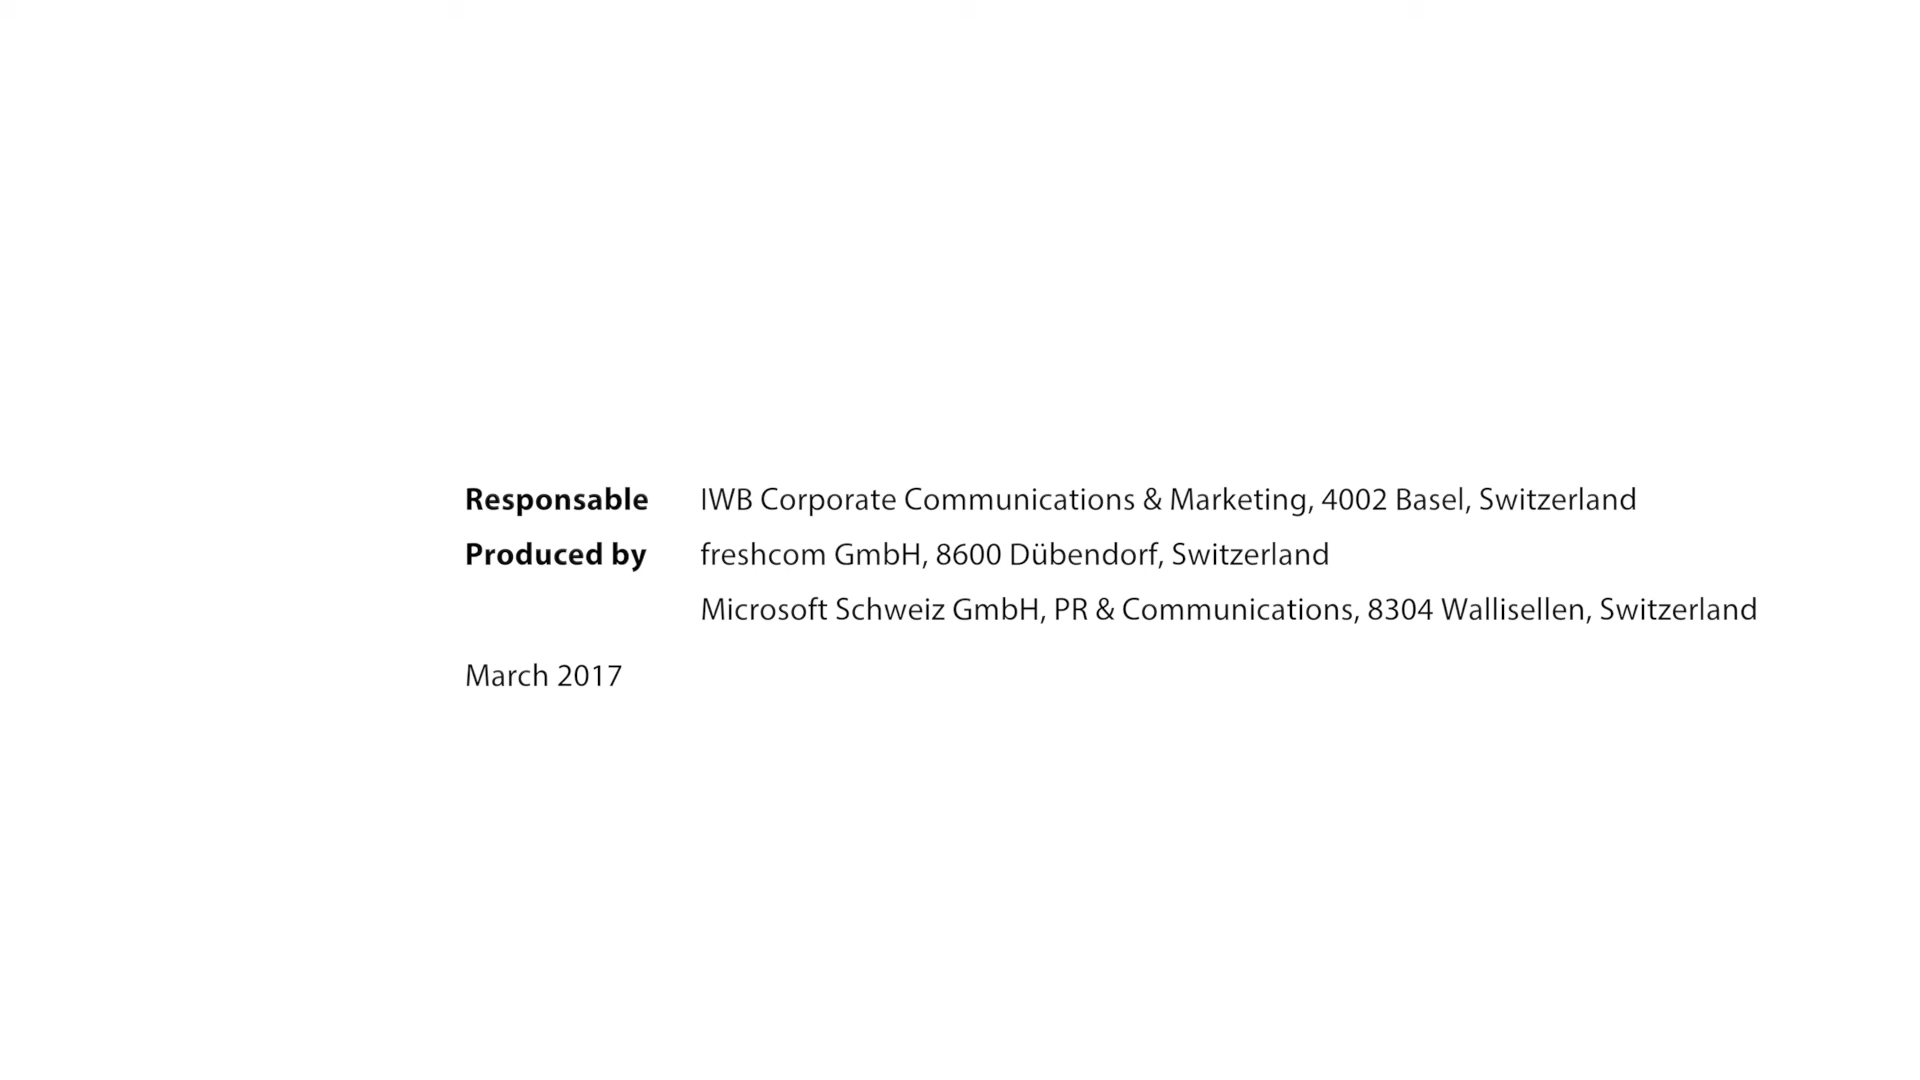 Responsable IWB Corporate Communications & Marketing, 4002 Basel, Switzerland
Produced by freshcom GmbH, 8600 Dübendorf, Switzerland
Microsoft Schweiz GmbH, PR & Communications, 8304 Wallisellen, Switzerland
March 2017